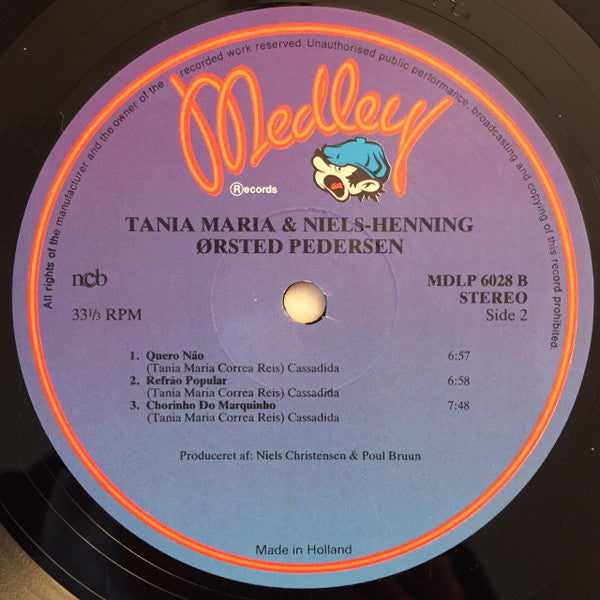 All rights of the manufacturer and the owner of the recorded work reserved Unauthorised public performance, broadcasting and copying of this record prohibited.
Medley
®ecords
TANIA MARIA & NIELS-HENNING
ØRSTED PEDERSEN
ncb
MDLP 6028 B
STEREO
33 1/3 RPM
Side 2
1. Quero Não 6:57
(Tania Maria Correa Reis) Cassadida
2. Refrão Popular 6:58
(Tania Maria Correa Reis) Cassadida
3. Chorinho Do Marquinho 7:48
(Tania Maria Correa Reis) Cassadida
Produceret af: Niels Christensen & Poul Bruun
Made in Holland